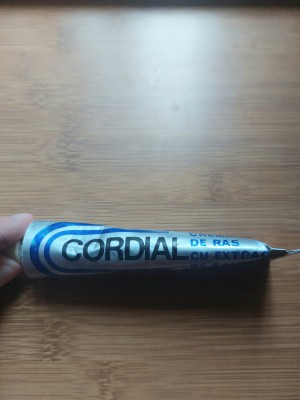 CORDIAL
DE RAS
CU EXTRAC